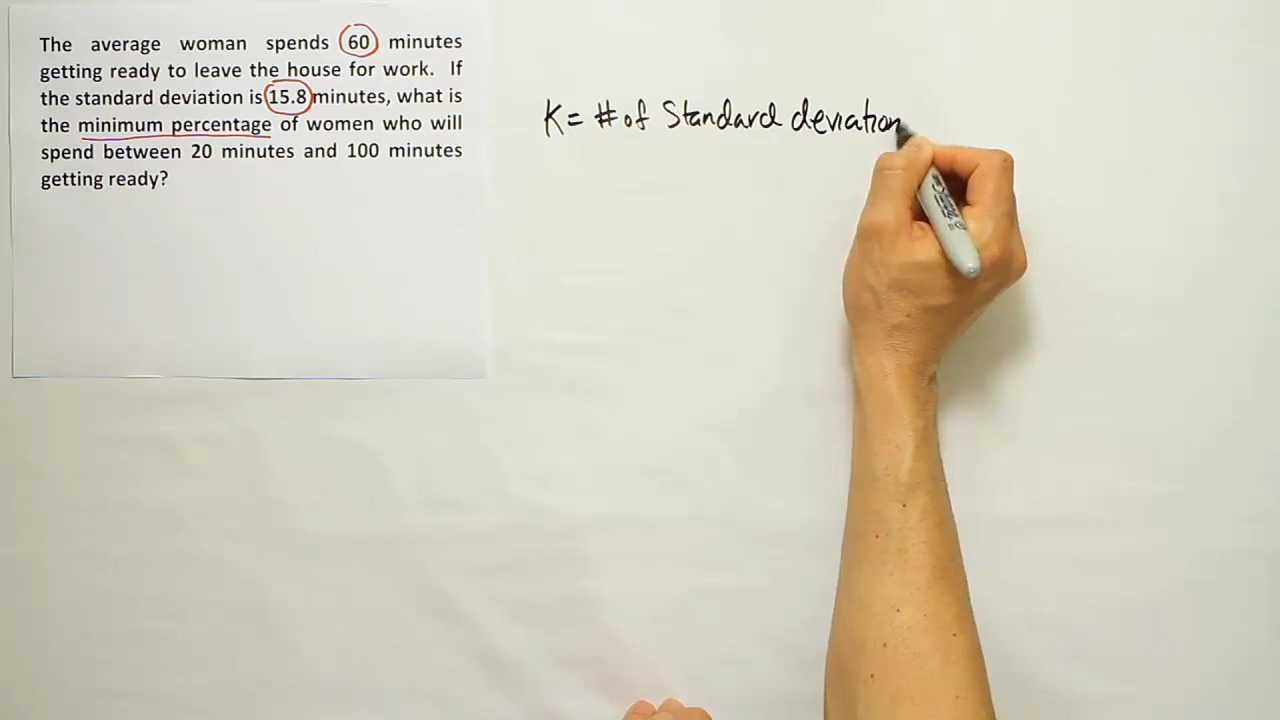 The average woman spends 60 minutes
getting ready to leave the house for work. If
the standard deviation is 15.8 minutes, what is
the minimum percentage of women who will
spend between 20 minutes and 100 minutes
getting ready?
K = # of Standard deviation